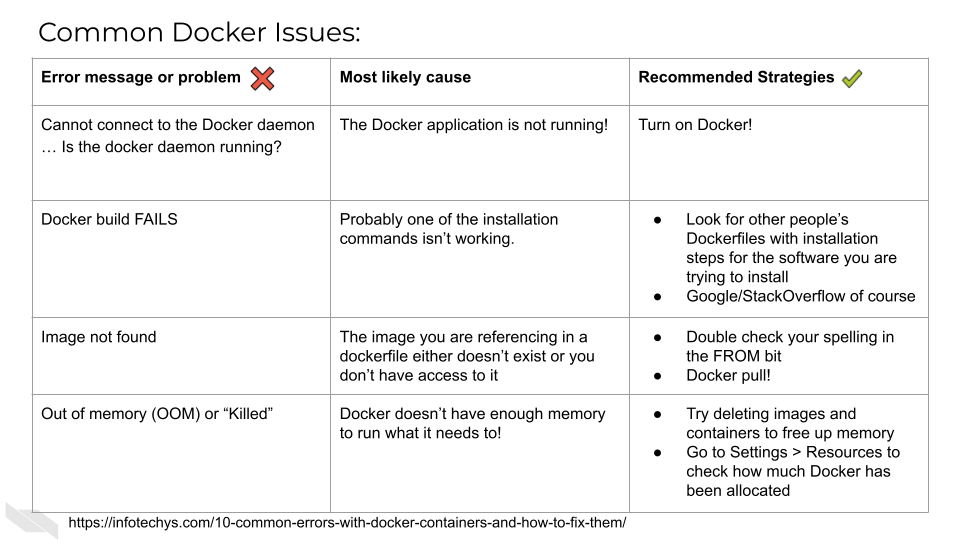 Common Docker Issues:
Error message or problem
Most likely cause
Recommended Strategies
Cannot connect to the Docker daemon
… Is the docker daemon running?
The Docker application is not running!
Turn on Docker!
Docker build FAILS
Probably one of the installation
commands isn’t working.
● Look for other people’s
Dockerfiles with installation
steps for the software you are
trying to install
● Google/StackOverflow of course
Image not found
The image you are referencing in a
dockerfile either doesn’t exist or you
don’t have access to it
● Double check your spelling in
the FROM bit
● Docker pull!
Out of memory (OOM) or “Killed”
Docker doesn’t have enough memory
to run what it needs to!
● Try deleting images and
containers to free up memory
● Go to Settings > Resources to
check how much Docker has
been allocated
https://infotechys.com/10-common-errors-with-docker-containers-and-how-to-fix-them/